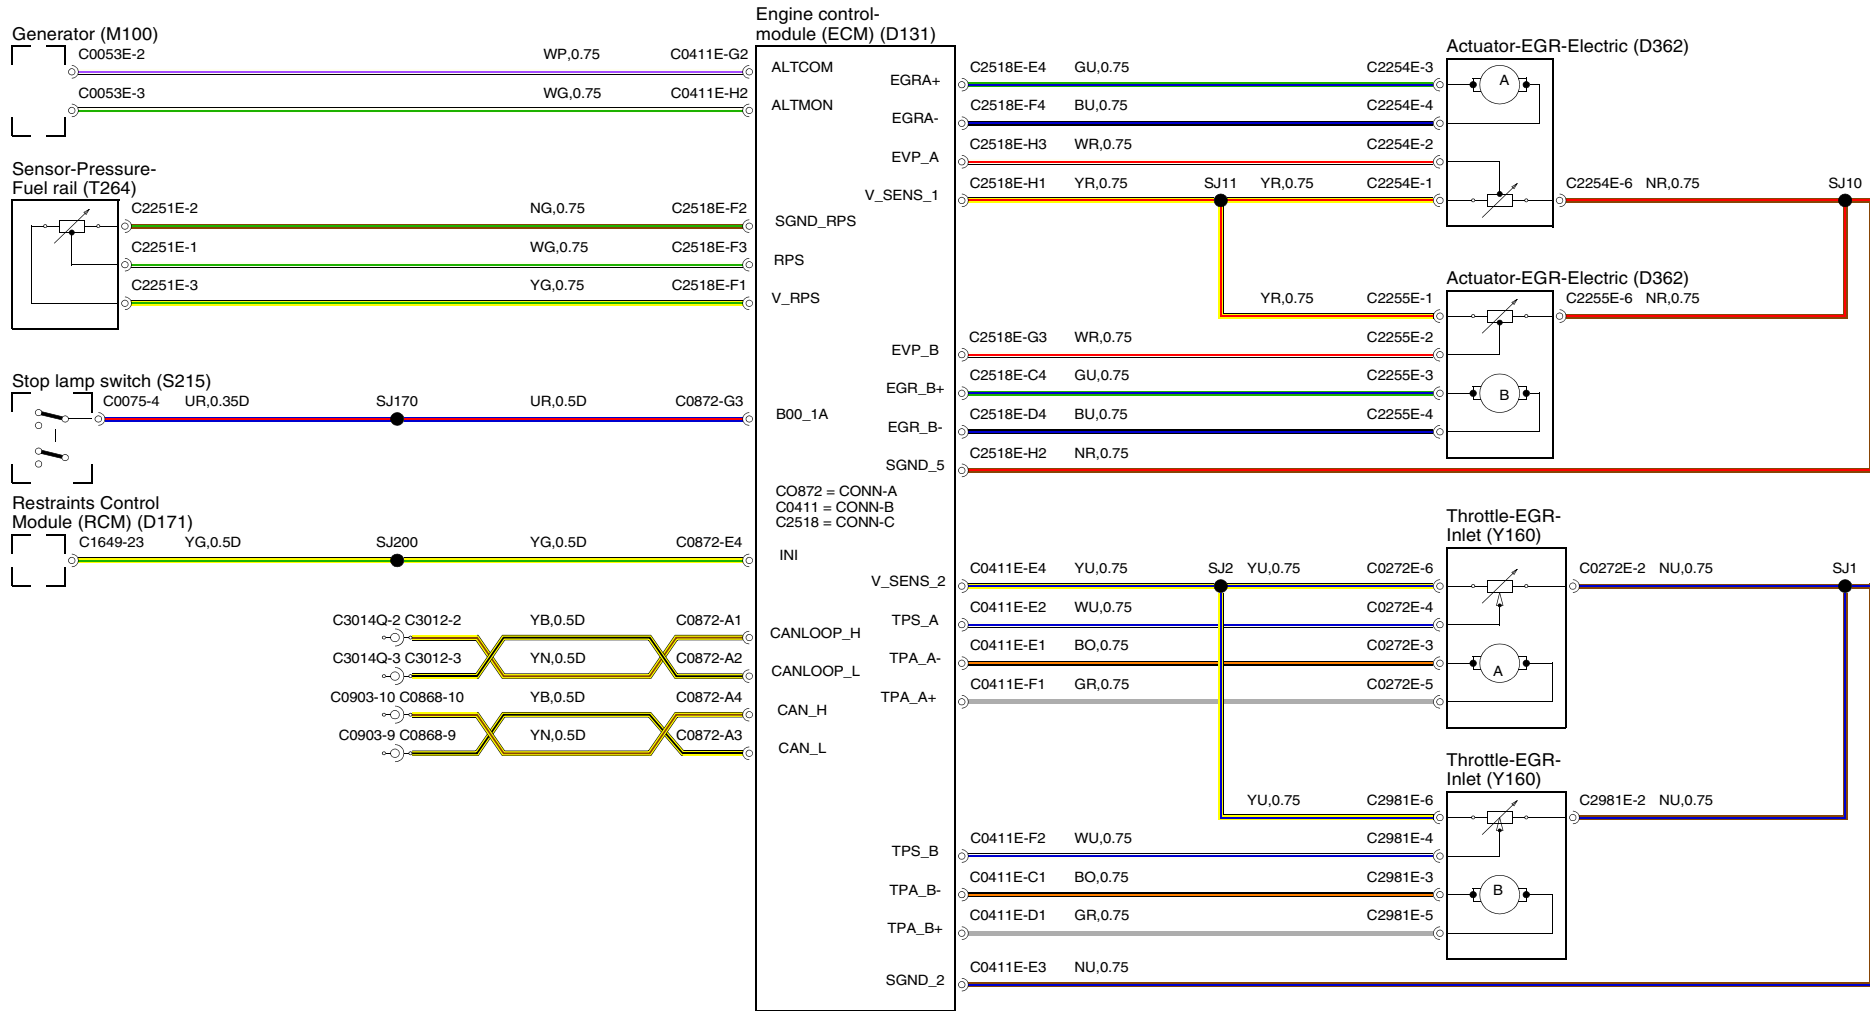 Generator (M100)
C0053E-2 WP,0.75 C0411E-G2
C0053E-3 WG,0.75 C0411E-H2
Sensor-Pressure-
Fuel rail (T264)
C2251E-2 NG,0.75 C2518E-F2
C2251E-1 WG,0.75 C2518E-F3
C2251E-3 YG,0.75 C2518E-F1
Stop lamp switch (S215)
C0075-4 UR,0.35D SJ170 UR,0.5D C0872-G3
Restraints Control
Module (RCM) (D171)
C1649-23 YG,0.5D SJ200 YG,0.5D C0872-E4
C3014Q-2 C3012-2 YB,0.5D C0872-A1
C3014Q-3 C3012-3 YN,0.5D C0872-A2
C0903-10 C0868-10 YB,0.5D C0872-A4
C0903-9 C0868-9 YN,0.5D C0872-A3
Engine control-
module (ECM) (D131)
ALTCOM
ALTMON
SGND_RPS
RPS
V_RPS
B00_1A
CO872 = CONN-A
C0411 = CONN-B
C2518 = CONN-C
INI
CANLOOP_H
CANLOOP_L
CAN_H
CAN_L
EGRA+
EGRA-
EVP_A
V_SENS_1
EVP_B
EGR_B+
EGR_B-
SGND_5
V_SENS_2
TPS_A
TPA_A-
TPA_A+
TPS_B
TPA_B-
TPA_B+
SGND_2
Actuator-EGR-Electric (D362)
C2518E-E4 GU,0.75 C2254E-3
A
C2518E-F4 BU,0.75 C2254E-4
C2518E-H3 WR,0.75 C2254E-2
C2518E-H1 YR,0.75 SJ11 YR,0.75 C2254E-1
C2254E-6 NR,0.75 SJ10
Actuator-EGR-Electric (D362)
YR,0.75 C2255E-1
C2255E-6 NR,0.75
C2518E-G3 WR,0.75 C2255E-2
C2518E-C4 GU,0.75 C2255E-3
B
C2518E-D4 BU,0.75 C2255E-4
C2518E-H2 NR,0.75
Throttle-EGR-
Inlet (Y160)
C0411E-E4 YU,0.75 SJ2 YU,0.75 C0272E-6
C0272E-2 NU,0.75 SJ1
C0411E-E2 WU,0.75 C0272E-4
C0411E-E1 BO,0.75 C0272E-3
A
C0411E-F1 GR,0.75 C0272E-5
Throttle-EGR-
Inlet (Y160)
YU,0.75 C2981E-6
C2981E-2 NU,0.75
C0411E-F2 WU,0.75 C2981E-4
C0411E-C1 BO,0.75 C2981E-3
B
C0411E-D1 GR,0.75 C2981E-5
C0411E-E3 NU,0.75